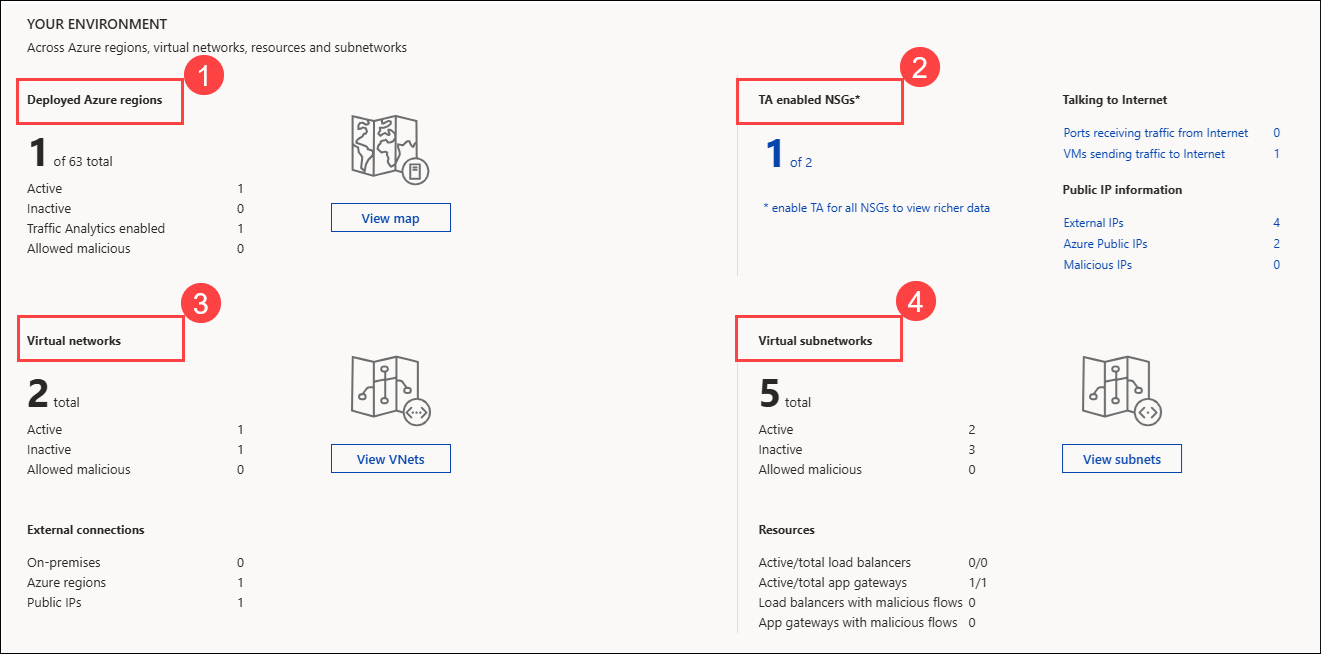 YOUR ENVIRONMENT
Across Azure regions, virtual networks, resources and subnetworks
1
Deployed Azure regions
1 of 63 total
Active 1
Inactive 0
Traffic Analytics enabled 1
Allowed malicious 0
View map
2
TA enabled NSGs*
1 of 2
* enable TA for all NSGs to view richer data
Talking to Internet
Ports receiving traffic from Internet 0
VMs sending traffic to Internet 1
Public IP information
External IPs 4
Azure Public IPs 2
Malicious IPs 0
3
Virtual networks
2 total
Active 1
Inactive 1
Allowed malicious 0
View VNets
External connections
On-premises 0
Azure regions 1
Public IPs 1
4
Virtual subnetworks
5 total
Active 2
Inactive 3
Allowed malicious 0
View subnets
Resources
Active/total load balancers 0/0
Active/total app gateways 1/1
Load balancers with malicious flows 0
App gateways with malicious flows 0